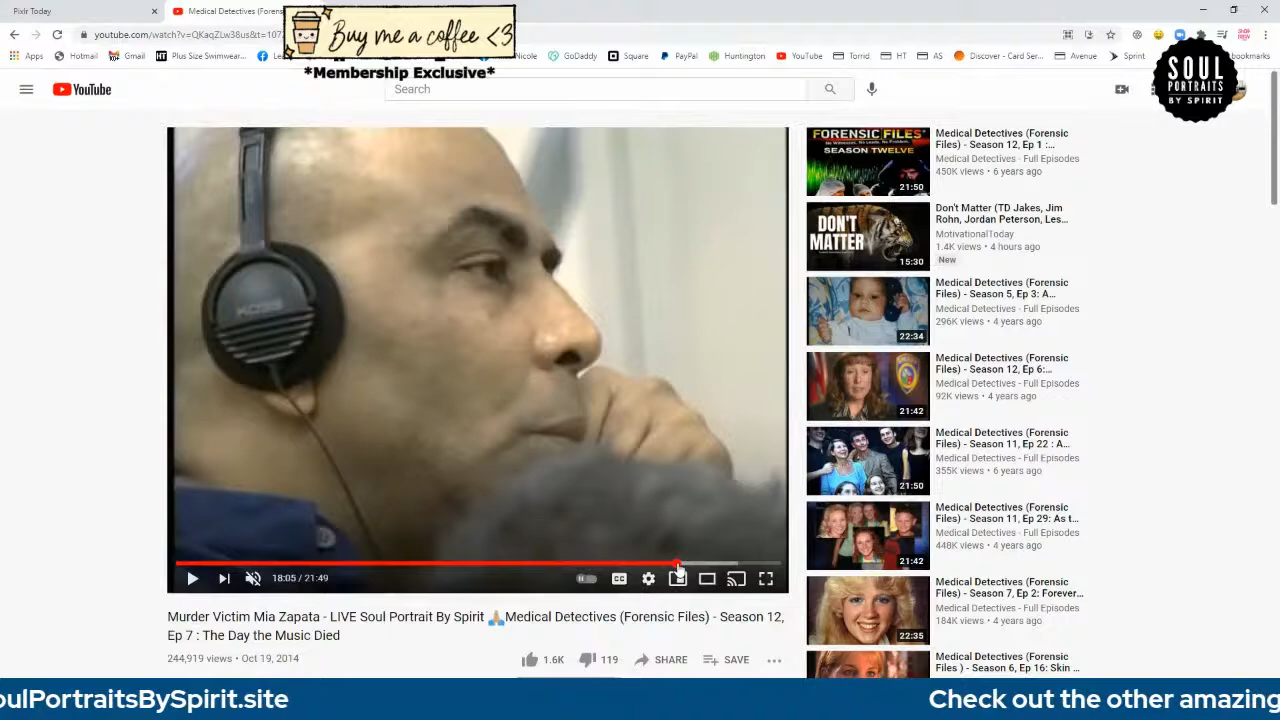 Pixlr Today
Medical Detectives (Forens
youtube.com/watch?v=QKaqZLw38us&t=107
Buy me a coffee <3
Apps
Hotmail
Gmail
Plus Size Swimwear...
Nicole
GoDaddy
Square
PayPal
Huntington
YouTube
Torrid
HT
AS
Discover - Card Ser...
Avenue
Sprint
*Membership Exclusive*
YouTube
Search
SOUL
PORTRAITS
BY SPIRIT
FORENSIC FILES
No Witnesses. No Leads. No Problem.
SEASON TWELVE
21:50
Medical Detectives (Forensic
Files) - Season 12,
Medical Detectives - Full Episodes
450K views • 6 years ago
DON'T
MATTER
15:30
Don't Matter (TD Jakes, Jim
Rohn, Jordan Peterson, Les...
MotivationalToday
1.4K views • 4 hours ago
New
22:34
Medical Detectives (Forensic
Files) - Season 5, Ep 3: A...
Medical Detectives - Full Episodes
296K views • 4 years ago
21:42
Medical Detectives (Forensic
Files) - Season 12, Ep 6:...
Medical Detectives - Full Episodes
92K views • 4 years ago
21:50
Medical Detectives (Forensic
Files) - Season 11, Ep 22 : A...
Medical Detectives - Full Episodes
355K views • 6 years ago
21:42
Medical Detectives (Forensic
Files) - Season 11, Ep 29: As t...
Medical Detectives - Full Episodes
448K views • 4 years ago
22:35
Medical Detectives (Forensic
Files) - Season 7, Ep 2: Forever...
Medical Detectives - Full Episodes
184K views • 4 years ago
Medical Detectives (Forensic
Files ) - Season 6, Ep 16: Skin ...
18:05 / 21:49
CC
Murder Victim Mia Zapata - LIVE Soul Portrait By Spirit 🙏Medical Detectives (Forensic Files) - Season 12,
Ep 7 : The Day the Music Died
244,919 views • Oct 19, 2014
1.6K
119
SHARE
SAVE
oulPortraitsBySpirit.site
Check out the other amazing